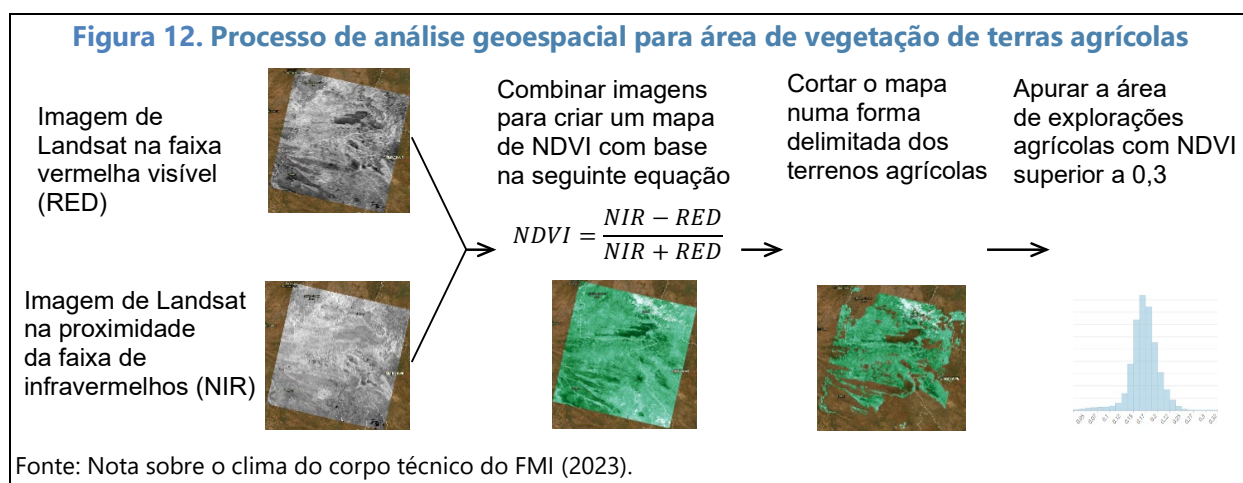 Figura 12. Processo de análise geoespacial para área de vegetação de terras agrícolas
Imagem de
Landsat na faixa
vermelha visível
(RED)
Imagem de Landsat
na proximidade
da faixa de
infravermelhos (NIR)
Combinar imagens
para criar um mapa
de NDVI com base
na seguinte equação
NDVI = (NIR − RED) / (NIR + RED)
Cortar o mapa
numa forma
delimitada dos
terrenos agrícolas
Apurar a área
de explorações
agrícolas com NDVI
superior a 0,3
Fonte: Nota sobre o clima do corpo técnico do FMI (2023).